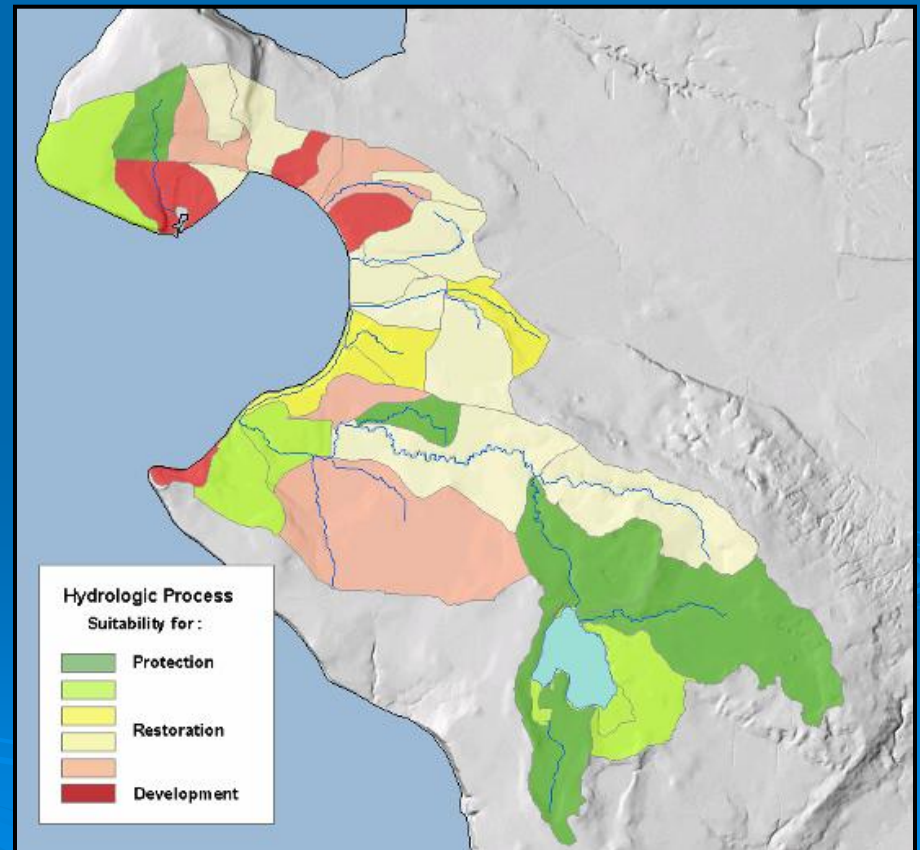 Hydrologic Process
Suitability for :
Protection
Restoration
Development